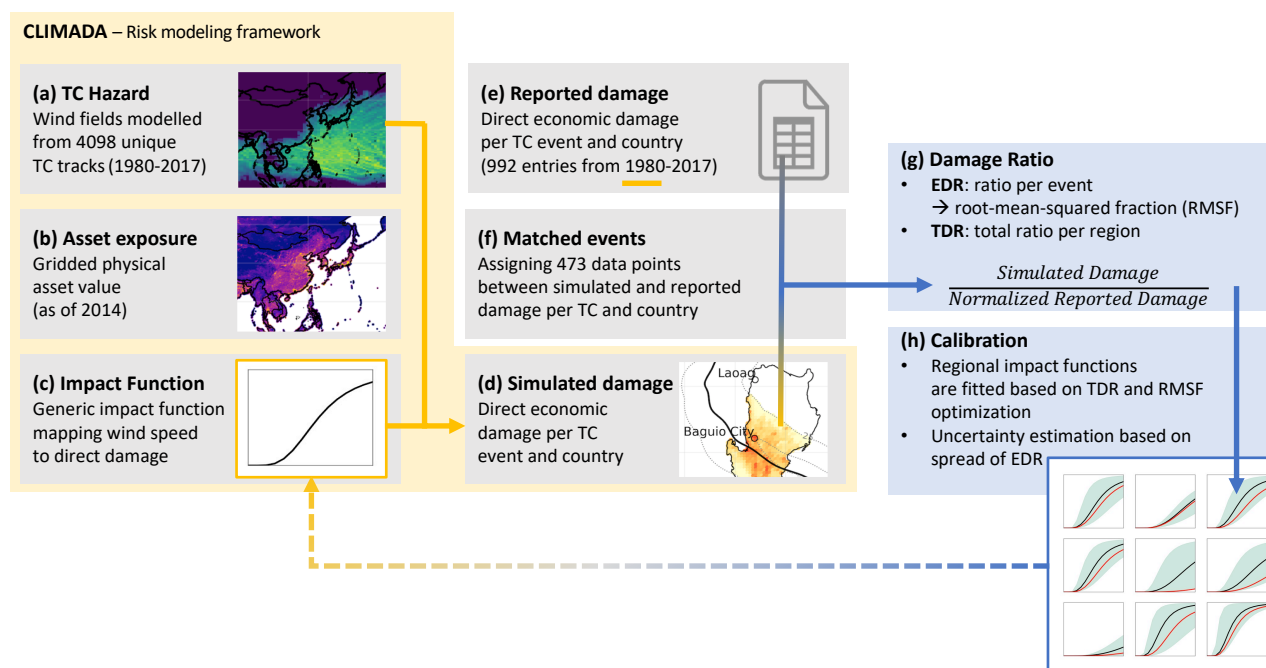 CLIMADA – Risk modeling framework
(a) TC Hazard
Wind fields modelled
from 4098 unique
TC tracks (1980-2017)
(b) Asset exposure
Gridded physical
asset value
(as of 2014)
(c) Impact Function
Generic impact function
mapping wind speed
to direct damage
(d) Simulated damage
Direct economic
damage per TC
event and country
Laoag
Baguio City
(e) Reported damage
Direct economic damage
per TC event and country
(992 entries from 1980-2017)
(f) Matched events
Assigning 473 data points
between simulated and reported
damage per TC and country
(g) Damage Ratio
• EDR: ratio per event
→ root-mean-squared fraction (RMSF)
• TDR: total ratio per region
Simulated Damage
Normalized Reported Damage
(h) Calibration
• Regional impact functions
are fitted based on TDR and RMSF
optimization
• Uncertainty estimation based on
spread of EDR